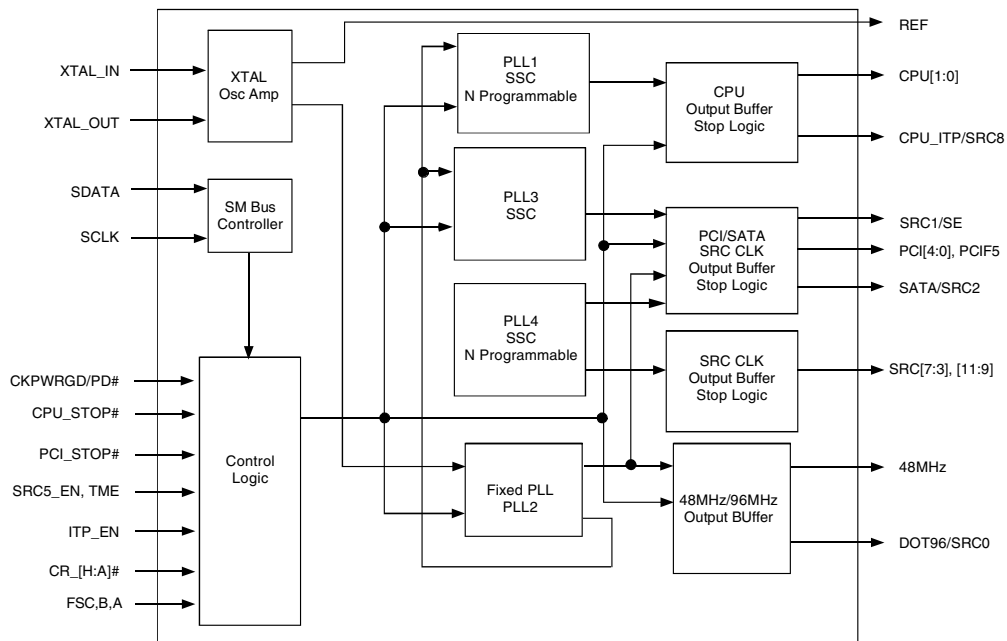 REF
XTAL_IN
XTAL_OUT
XTAL
Osc Amp
PLL1
SSC
N Programmable
CPU
Output Buffer
Stop Logic
CPU[1:0]
CPU_ITP/SRC8
SDATA
SCLK
SM Bus
Controller
PLL3
SSC
PCI/SATA
SRC CLK
Output Buffer
Stop Logic
SRC1/SE
PCI[4:0], PCIF5
SATA/SRC2
PLL4
SSC
N Programmable
SRC CLK
Output Buffer
Stop Logic
SRC[7:3], [11:9]
CKPWRGD/PD#
CPU_STOP#
PCI_STOP#
SRC5_EN, TME
ITP_EN
CR_[H:A]#
FSC,B,A
Control
Logic
Fixed PLL
PLL2
48MHz/96MHz
Output BUffer
48MHz
DOT96/SRC0